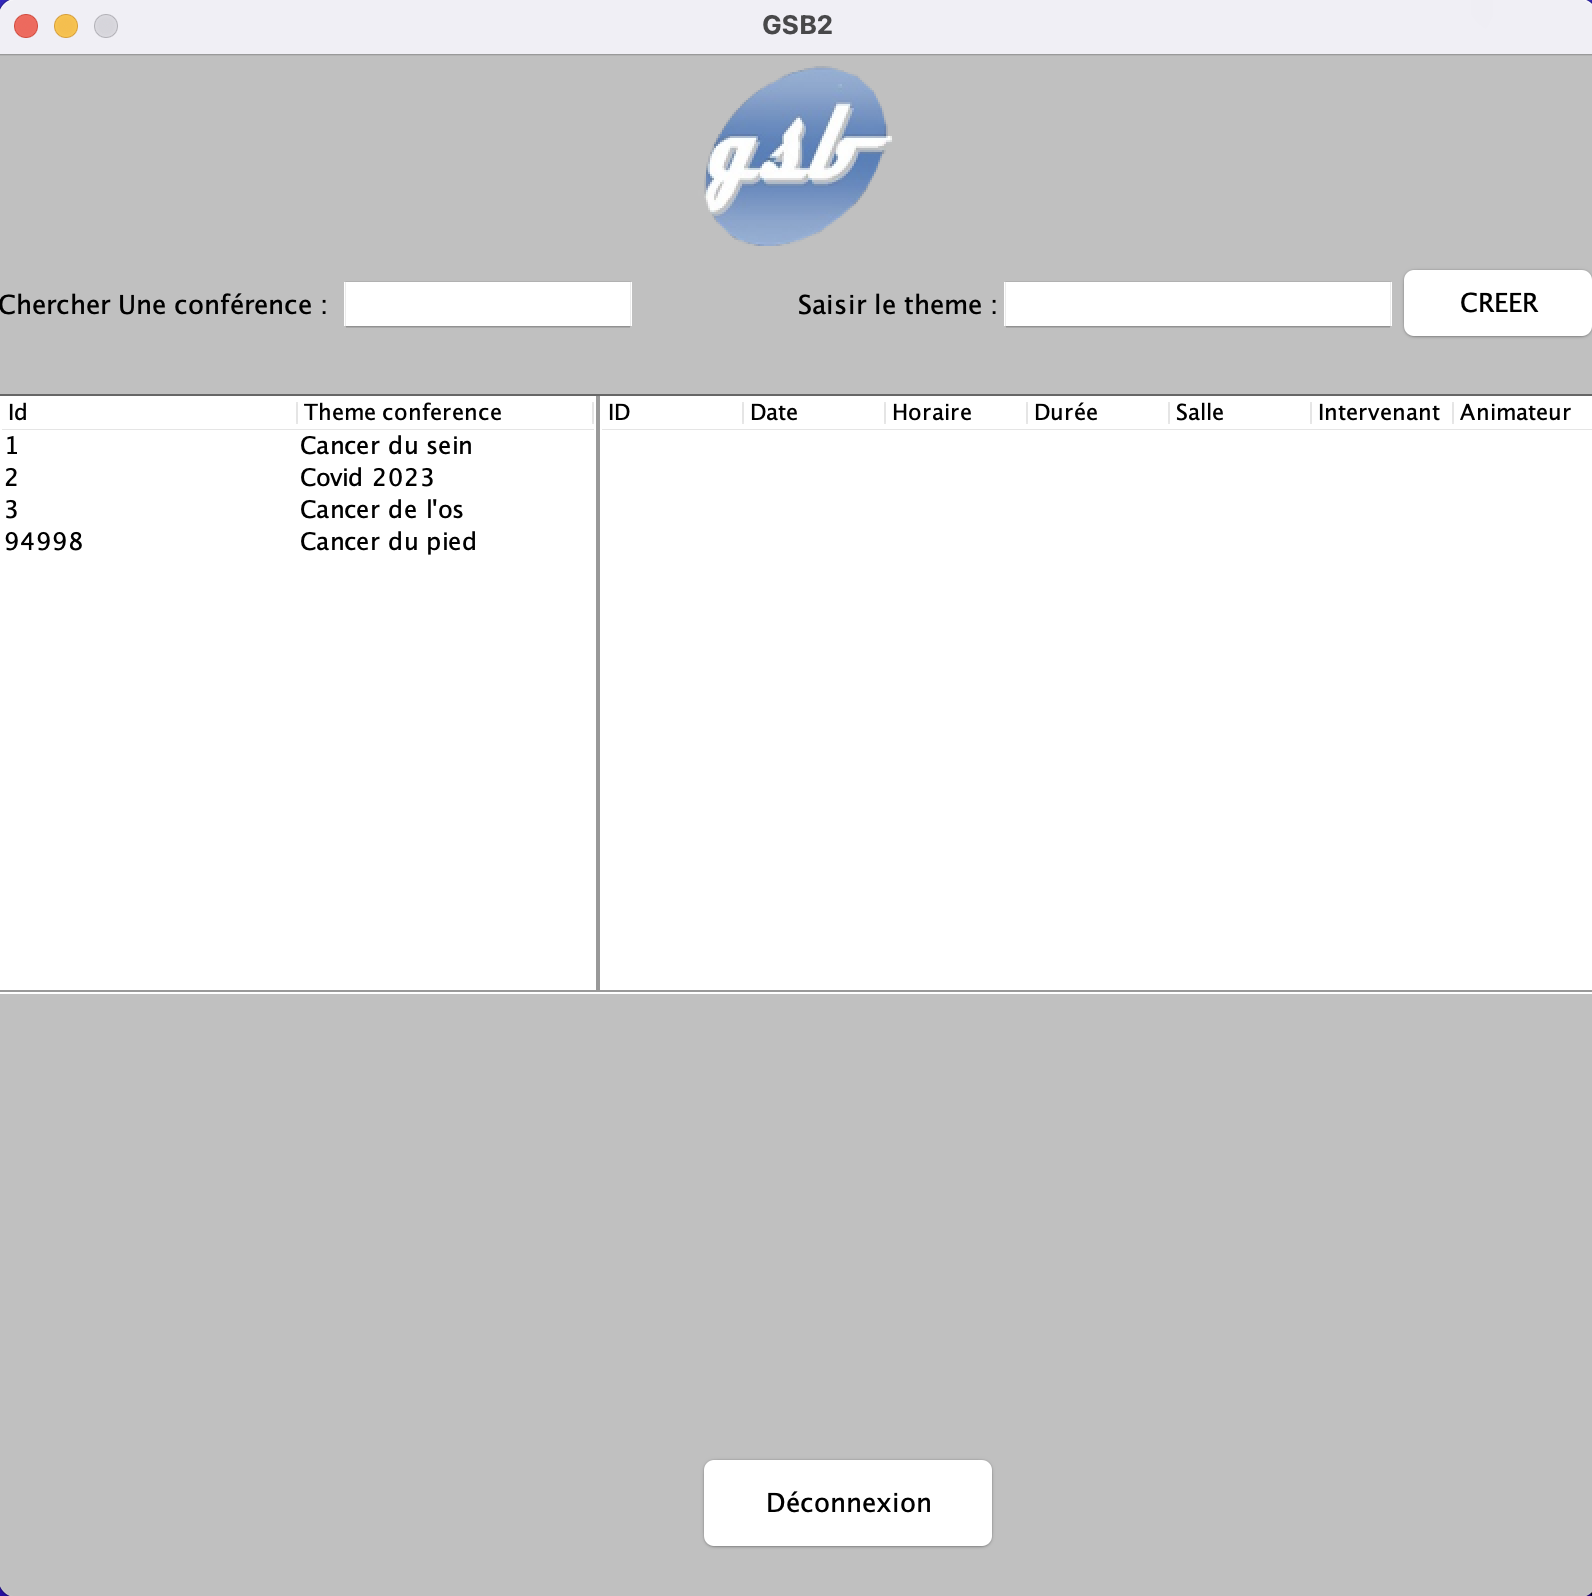 GSB2
gsb
Chercher Une conférence : Saisir le theme : CREER
Id Theme conference ID Date Horaire Durée Salle Intervenant Animateur
1 Cancer du sein
2 Covid 2023
3 Cancer de l'os
94998 Cancer du pied
Déconnexion